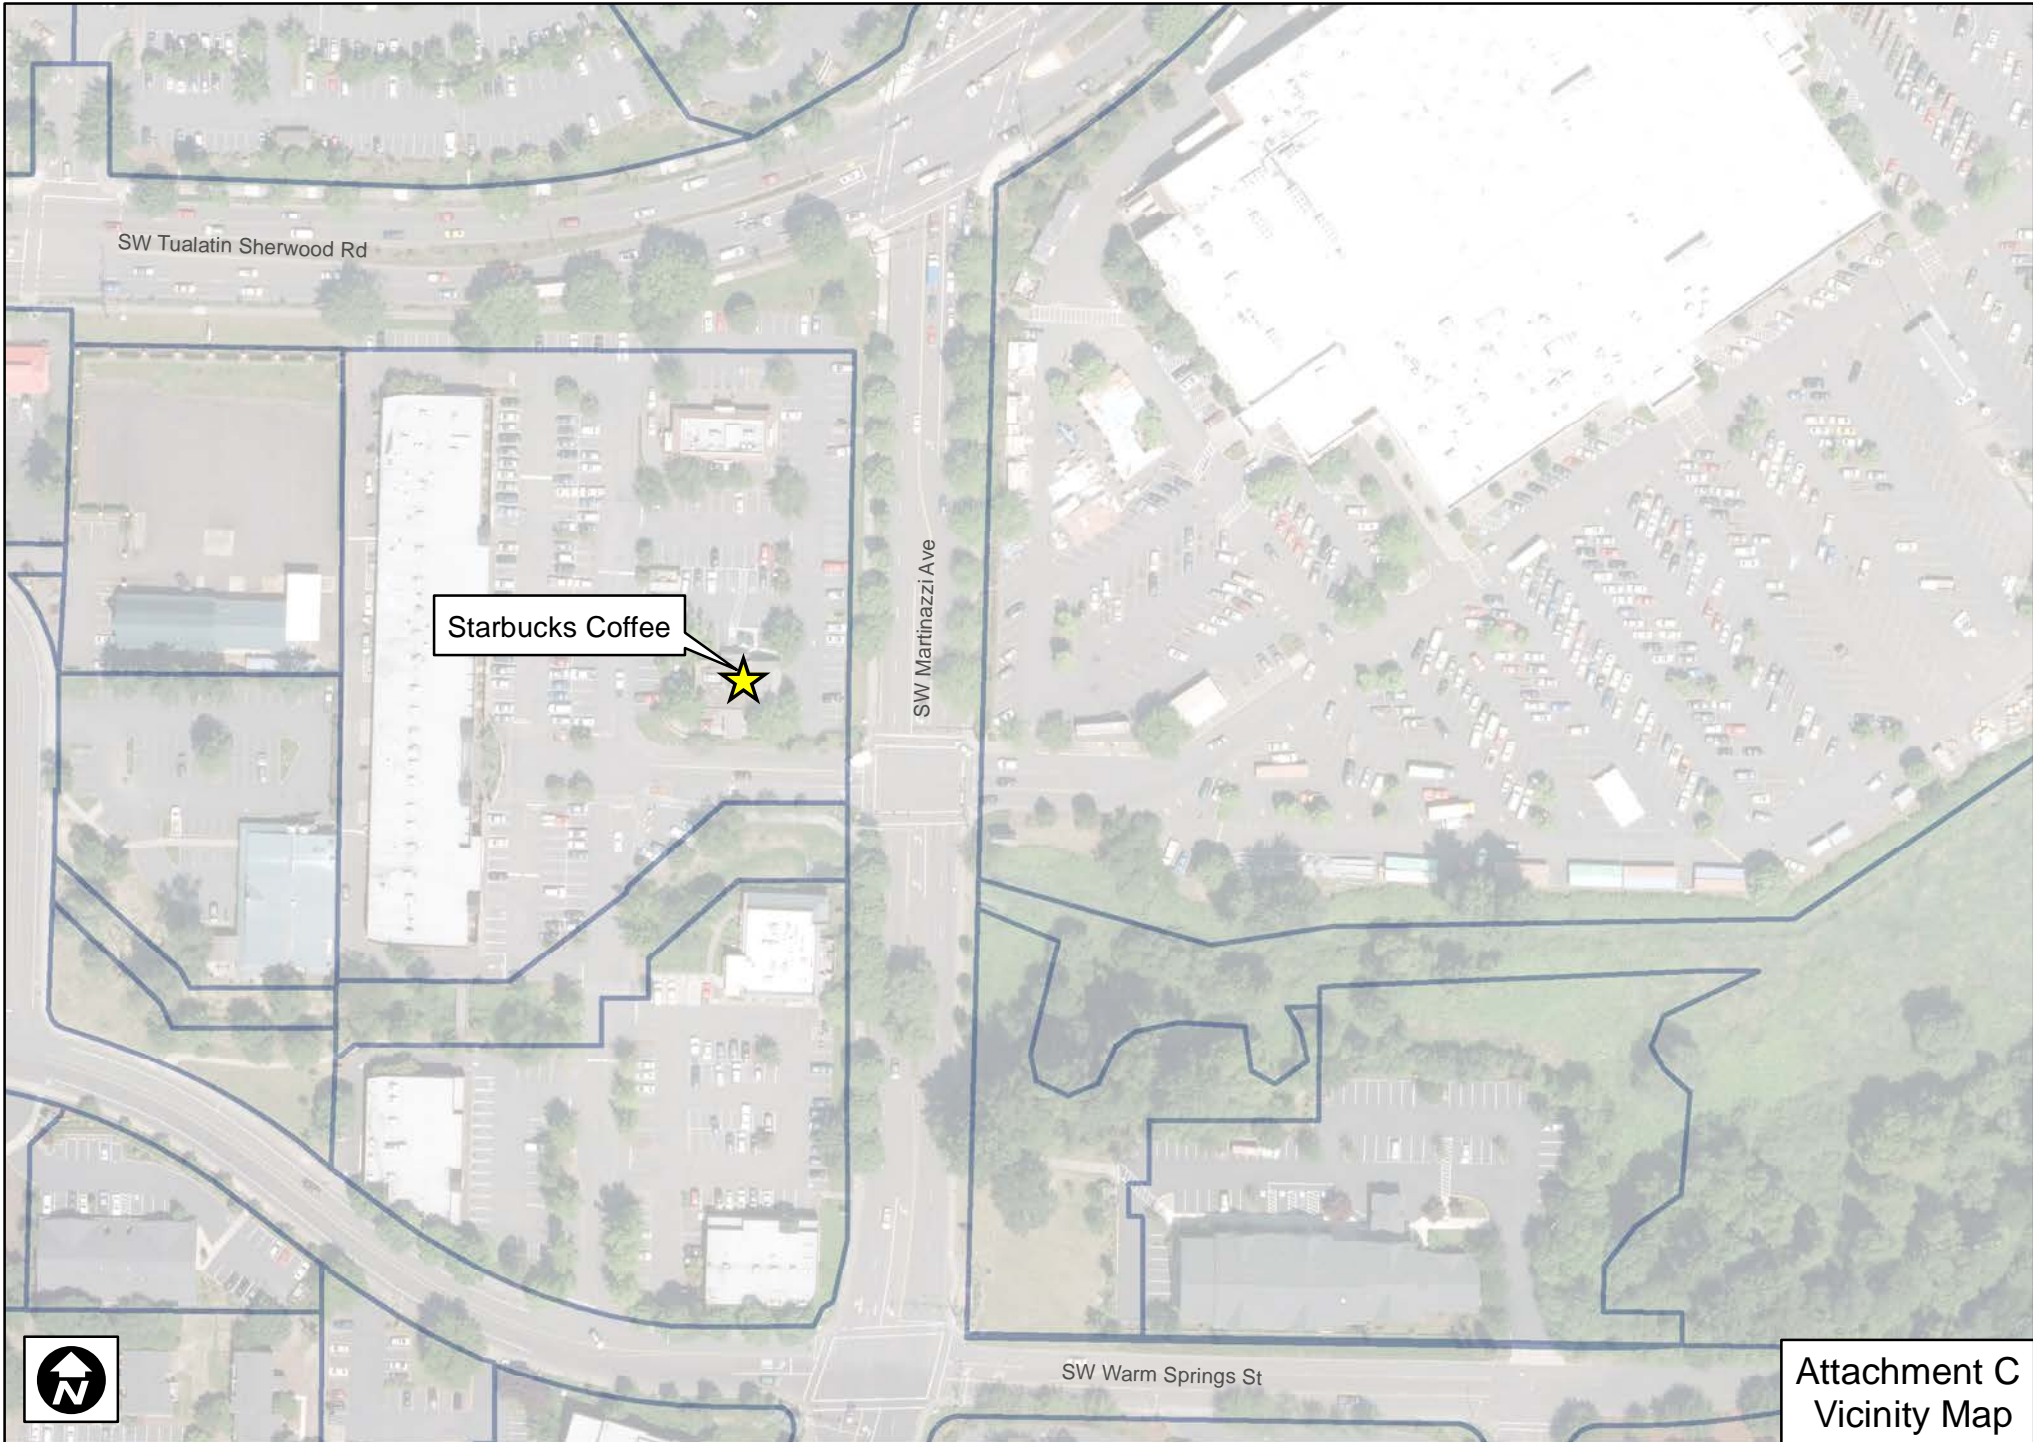 SW Tualatin Sherwood Rd
Starbucks Coffee
SW Martinazzi Ave
SW Warm Springs St
N
Attachment C
Vicinity Map